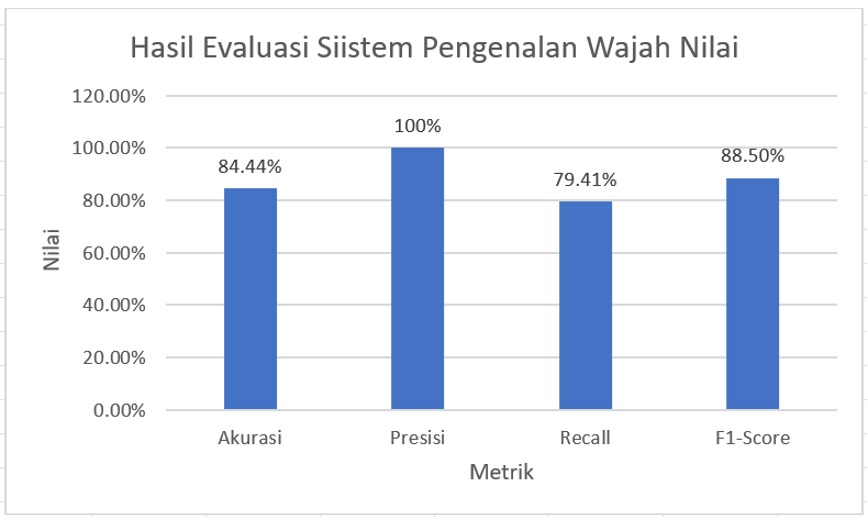 Hasil Evaluasi Siistem Pengenalan Wajah Nilai
120.00%
100.00%
80.00%
60.00%
40.00%
20.00%
0.00%
Nilai
84.44%
100%
79.41%
88.50%
Akurasi
Presisi
Recall
F1-Score
Metrik